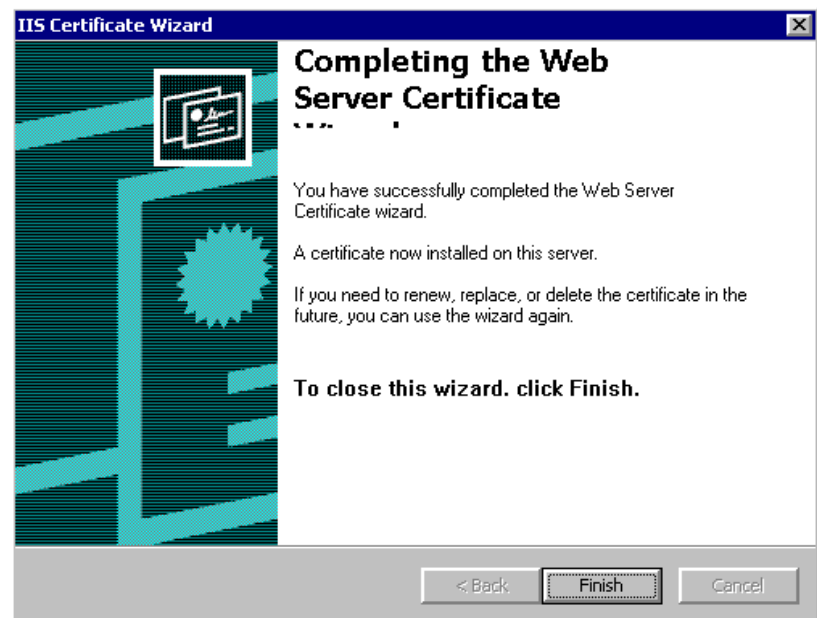 IIS Certificate Wizard
Completing the Web
Server Certificate
You have successfully completed the Web Server
Certificate wizard.
A certificate now installed on this server.
If you need to renew, replace, or delete the certificate in the
future, you can use the wizard again.
To close this wizard. click Finish.
< Back
Finish
Cancel